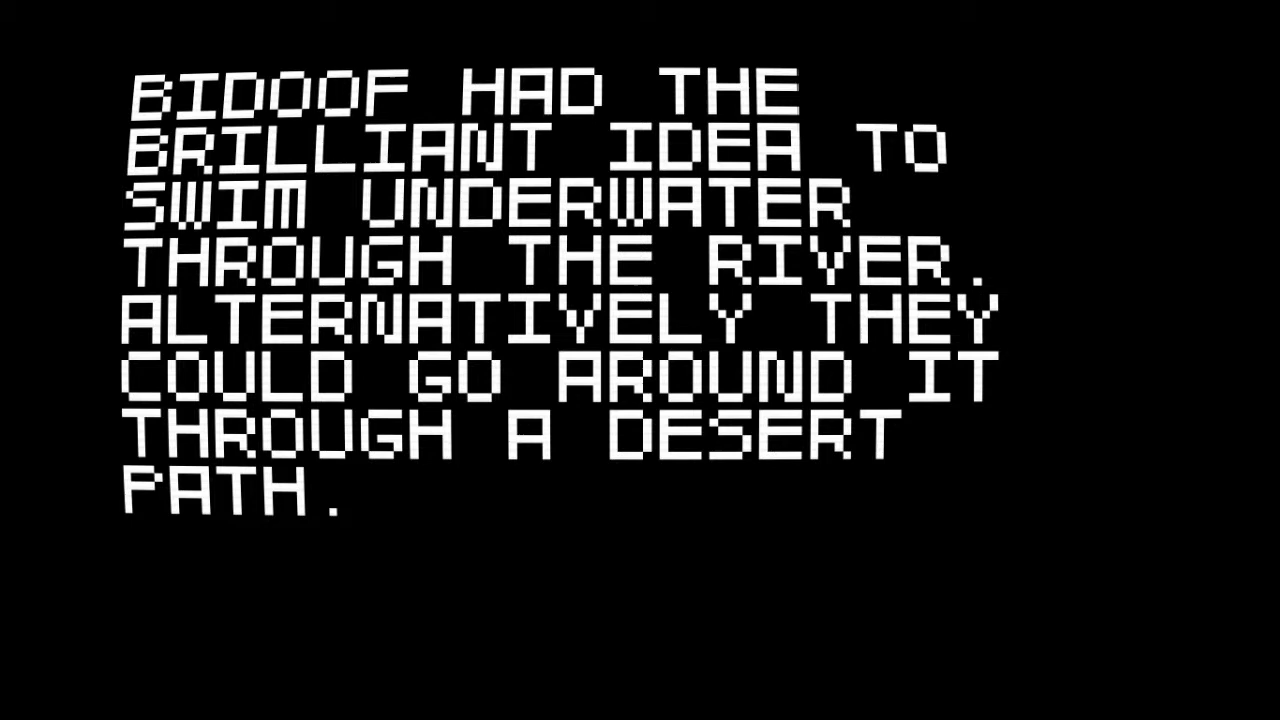 BIDOOF HAD THE
BRILLIANT IDEA TO
SWIM UNDERWATER
THROUGH THE RIVER.
ALTERNATIVELY THEY
COULD GO AROUND IT
THROUGH A DESERT
PATH.